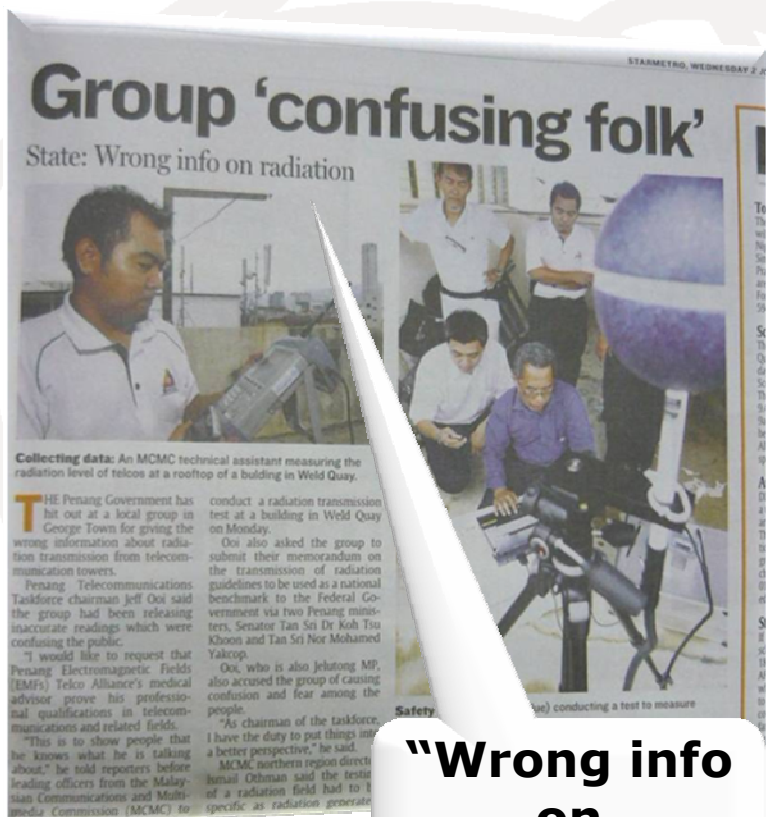 STARMETRO, WEDNESDAY 2
Group ‘confusing folk’
State: Wrong info on radiation
Collecting data: An MCMC technical assistant measuring the
radiation level of telcos at a rooftop of a bulding in Weld Quay.
THE Penang Government has
hit out at a local group in
George Town for giving the
wrong information about radia-
tion transmission from telecom-
munication towers.
Penang Telecommunications
Taskforce chairman Jeff Ooi said
the group had been releasing
inaccurate readings which were
confusing the public.
"I would like to request that
Penang Electromagnetic Fields
(EMFs) Telco Alliance's medical
advisor prove his professio-
nal qualifications in telecom-
munications and related fields.
"This is to show people that
he knows what he is talking
about," he told reporters before
leading officers from the Malay-
sian Communications and Multi-
media Commission (MCMC) to
conduct a radiation transmission
test at a building in Weld Quay
on Monday.
Ooi also asked the group to
submit their memorandum on
the transmission of radiation
guidelines to be used as a national
benchmark to the Federal Go-
vernment via two Penang minis-
ters, Senator Tan Sri Dr Koh Tsu
Khoon and Tan Sri Nor Mohamed
Yakcop.
Ooi, who is also Jelutong MP,
also accused the group of causing
confusion and fear among the
people.
"As chairman of the taskforce,
I have the duty to put things into
a better perspective," he said.
MCMC northern region
Ismail Othman said the
of a radiation field had to
specific as radiation
Safety
conducting a test to measure
“Wrong info
on